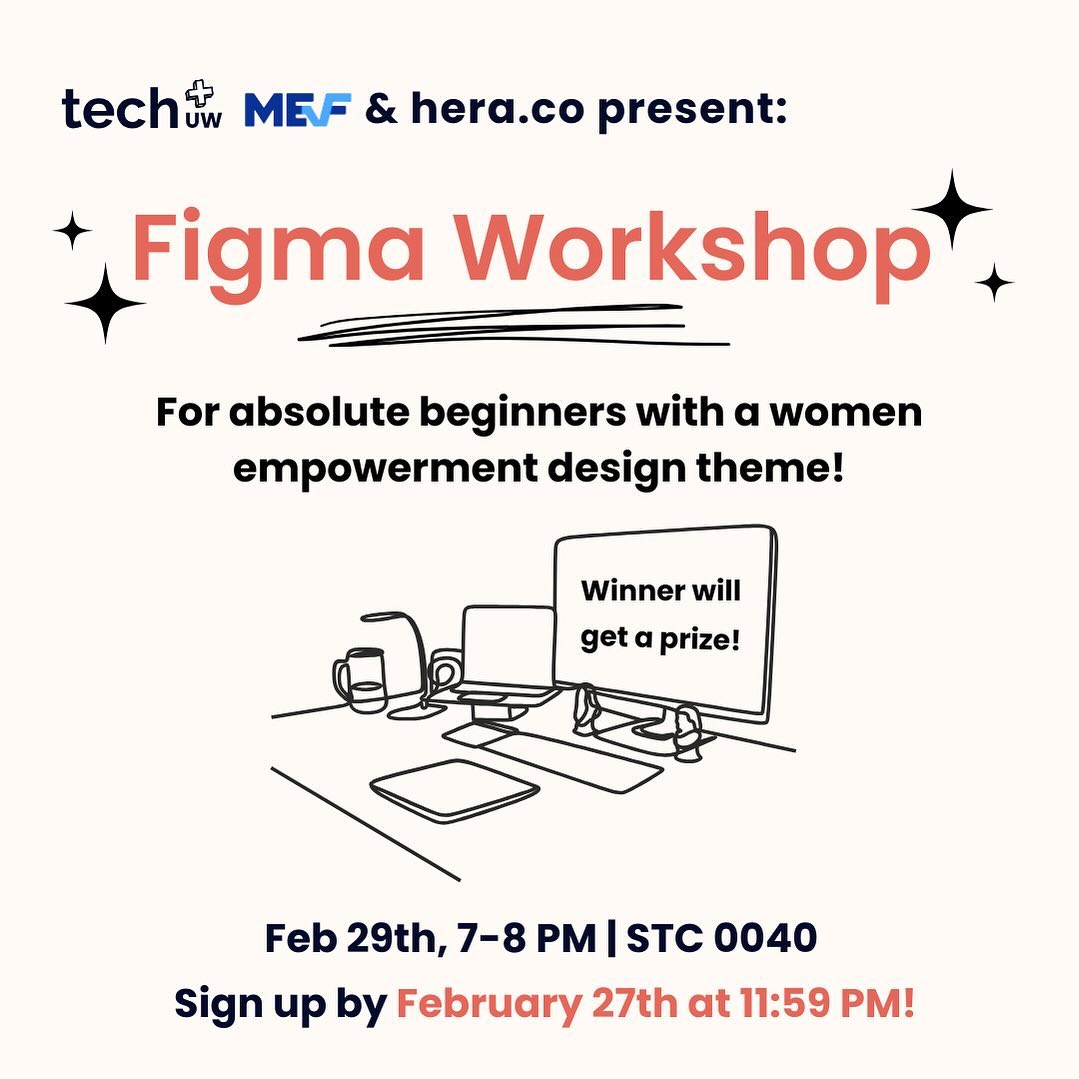 tech+ UW MEF & hera.co present:
Figma Workshop
For absolute beginners with a women
empowerment design theme!
Winner will
get a prize!
Feb 29th, 7-8 PM | STC 0040
Sign up by February 27th at 11:59 PM!